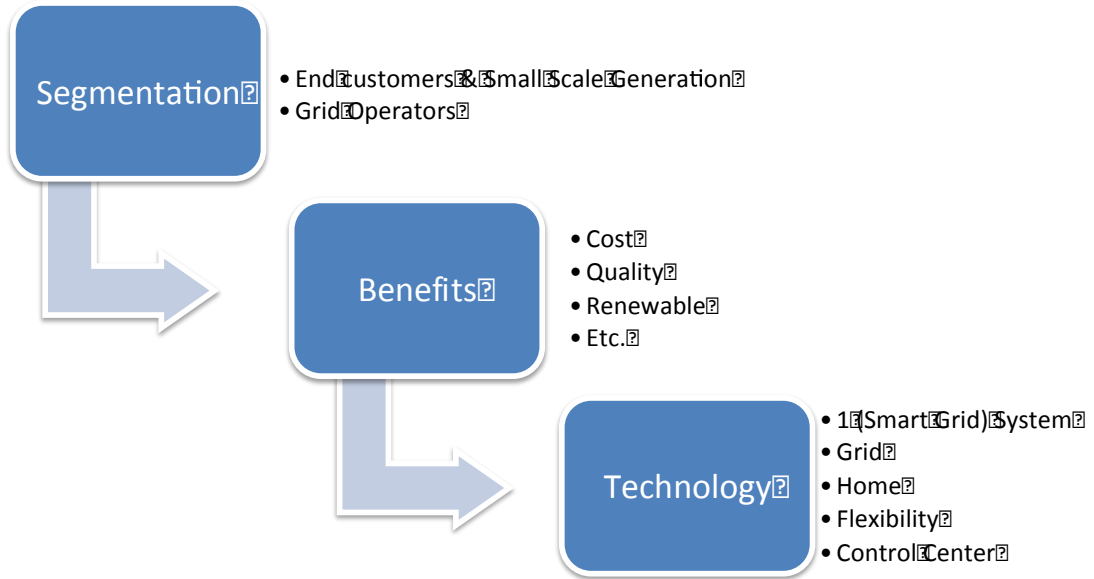 Segmentation
• End customers & Small Scale Generation
• Grid Operators
Benefits
• Cost
• Quality
• Renewable
• Etc.
Technology
• 1 (Smart Grid) System
• Grid
• Home
• Flexibility
• Control Center